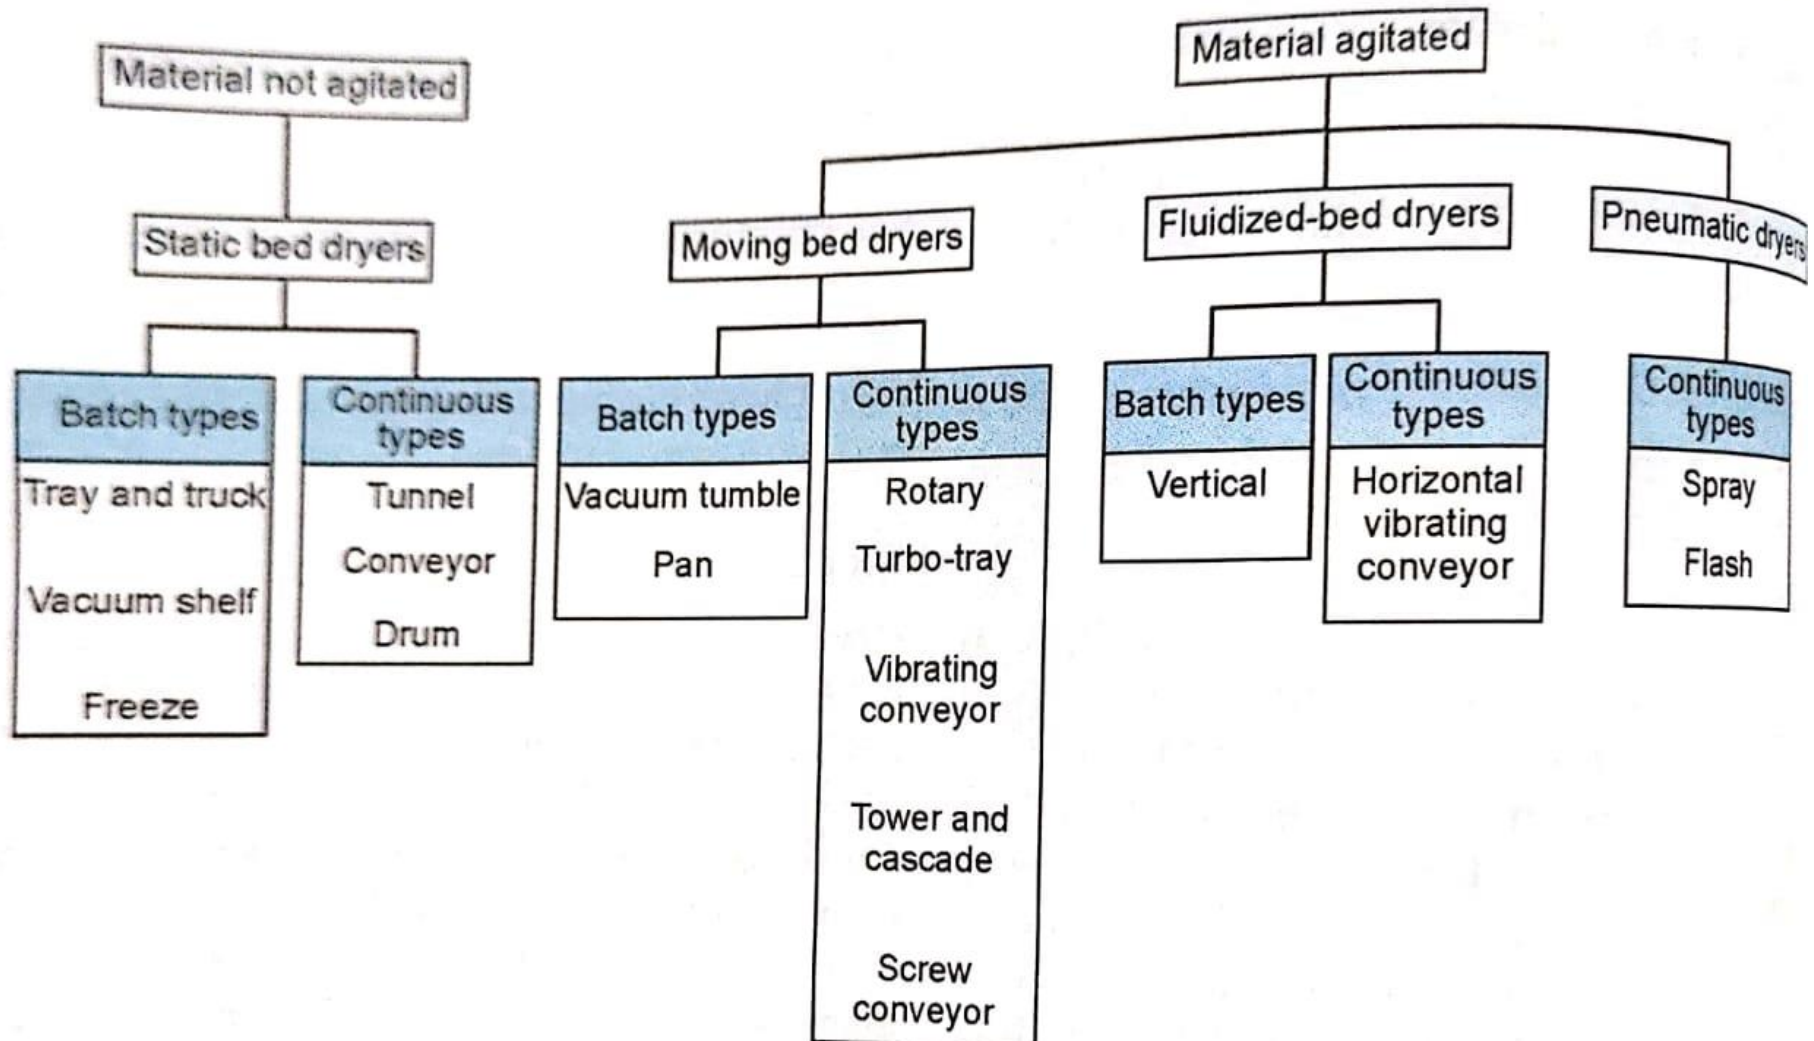 Material not agitated
Material agitated
Static bed dryers
Moving bed dryers
Fluidized-bed dryers
Pneumatic dryers
Batch types
Tray and truck
Vacuum shelf
Freeze
Continuous
types
Tunnel
Conveyor
Drum
Batch types
Vacuum tumble
Pan
Continuous
types
Rotary
Turbo-tray
Vibrating
conveyor
Tower and
cascade
Screw
conveyor
Batch types
Vertical
Continuous
types
Horizontal
vibrating
conveyor
Continuous
types
Spray
Flash